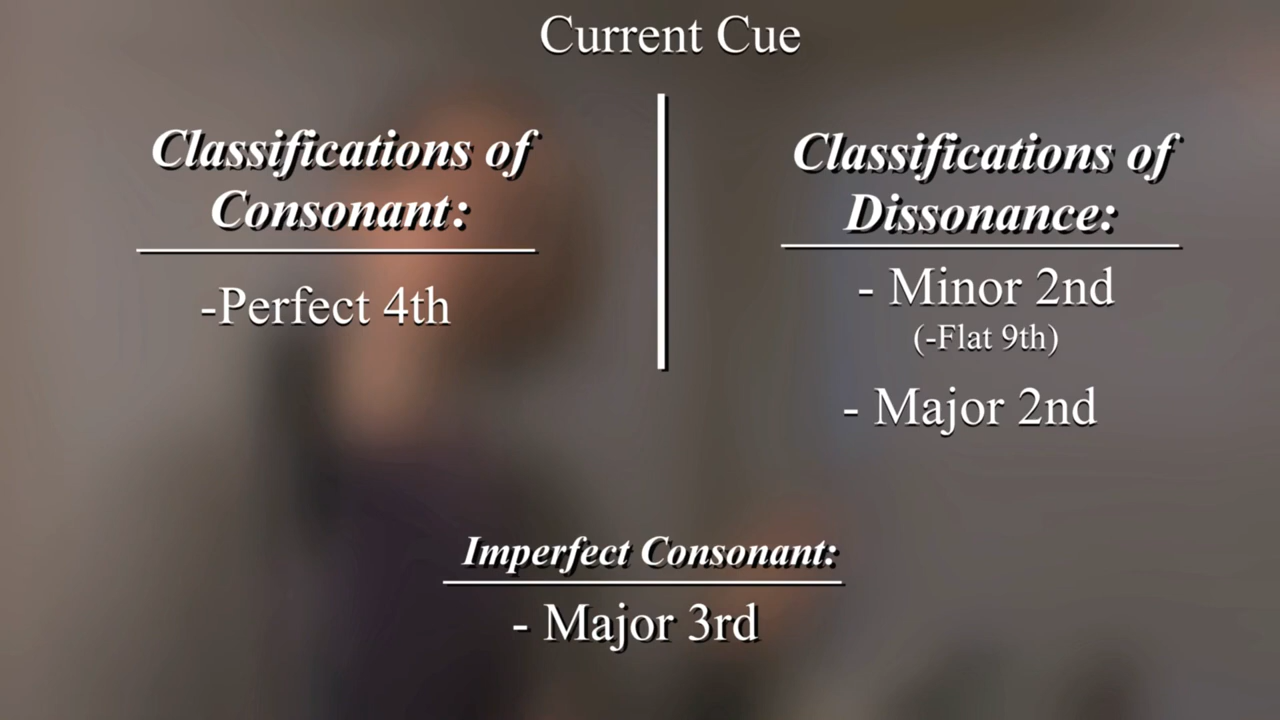 Current Cue
Classifications of
Consonant:
-Perfect 4th
Classifications of
Dissonance:
- Minor 2nd
(-Flat 9th)
- Major 2nd
Imperfect Consonant:
- Major 3rd